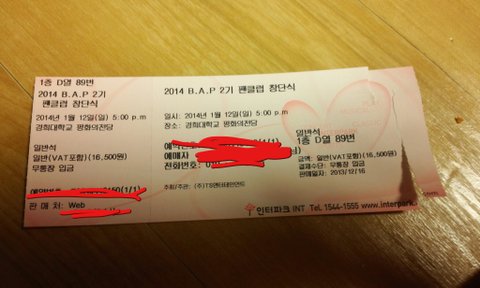 1층 D열 89번
2014 B.A.P 2기
팬클럽 창단식
2014년 1월 12일(일) 5:00 pm
경희대학교 평화의전당
일반석
일반(VAT포함)(16,500원)
무통장 입금
(1/1)
판매처: Web
2014 B.A.P 2기 팬클럽 창단식
일시: 2014년 1월 12일(일) 5:00 p.m
장소: 경희대학교 평화의전당
(1/1)
예매자
전화번호:
주최/주관: (주)TS엔터테인먼트
일반석
1층 D열 89번
금액: 일반(VAT포함)(16,500원)
결제수단: 무통장 입금
판매일자: 2013/12/16
인터파크 INT Tel. 1544-1555 www.interpark.